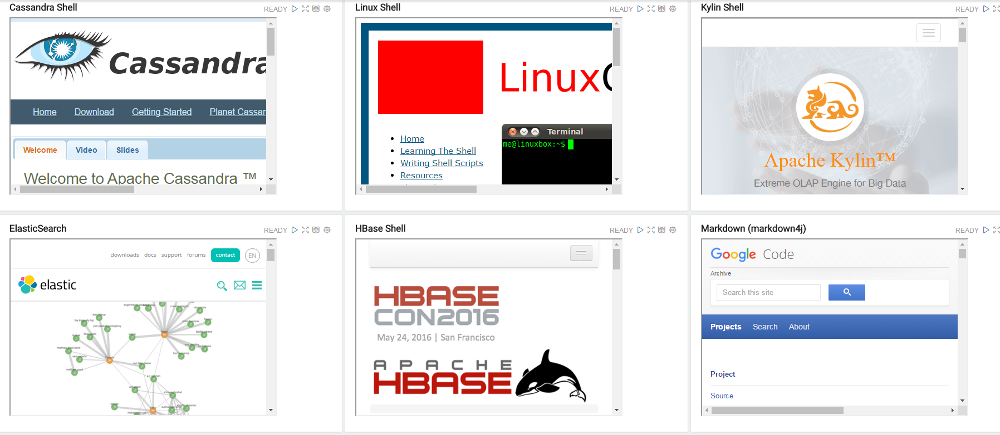 Cassandra Shell
READY
Cassandra
Home Download Getting Started Planet Cassan
Welcome Video Slides
Welcome to Apache Cassandra ™
Linux Shell
READY
Linux
Terminal
me@linuxbox:~$
Home
Learning The Shell
Writing Shell Scripts
Resources
Kylin Shell
READY
Apache Kylin™
Extreme OLAP Engine for Big Data
ElasticSearch
READY
downloads docs support forums contact EN
elastic
HBase Shell
READY
HBASE
CON2016
May 24, 2016 | San Francisco
APACHE
HBASE
Markdown (markdown4j)
READY
Google Code
Archive
Search this site
Projects Search About
Project
Source